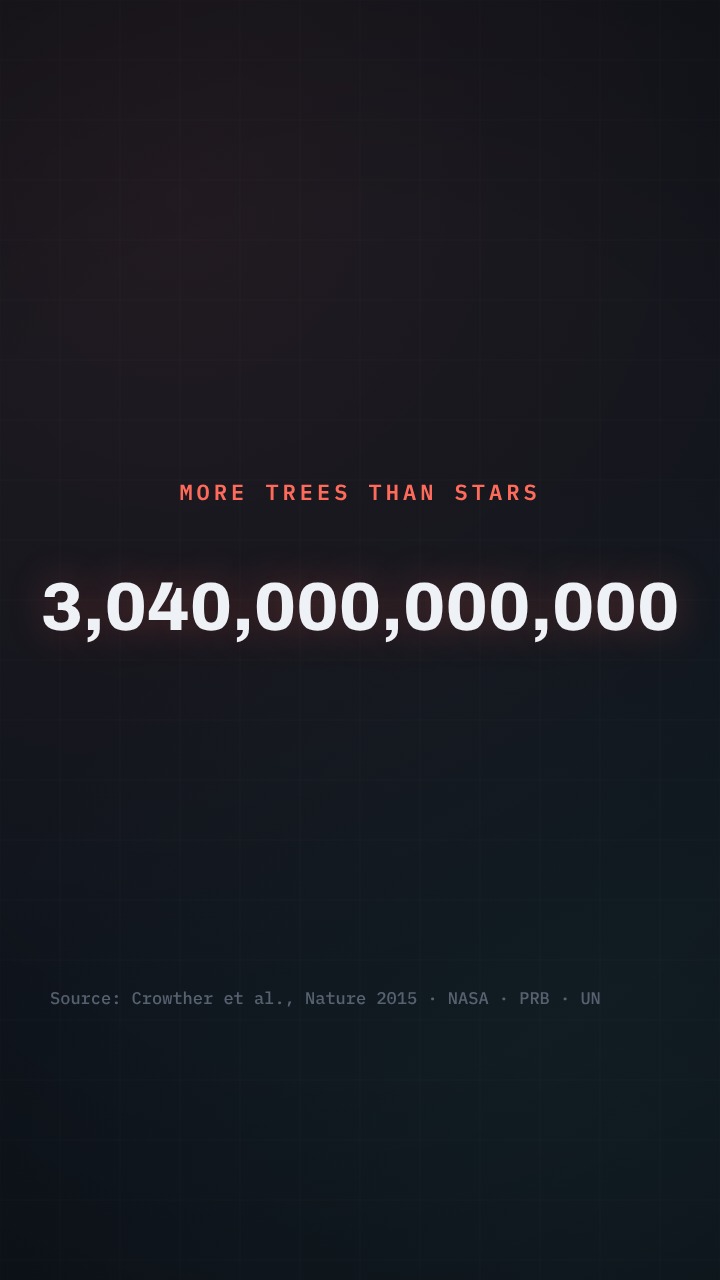 MORE TREES THAN STARS
3,040,000,000,000
Source: Crowther et al., Nature 2015 · NASA · PRB · UN